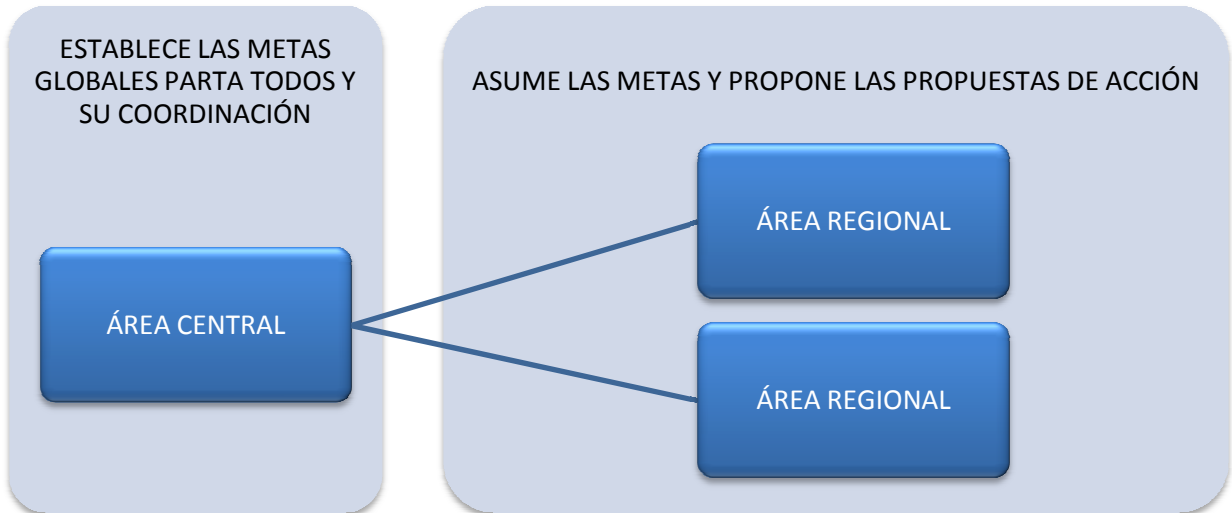 ESTABLECE LAS METAS
GLOBALES PARTA TODOS Y
SU COORDINACIÓN
ÁREA CENTRAL
ASUME LAS METAS Y PROPONE LAS PROPUESTAS DE ACCIÓN
ÁREA REGIONAL
ÁREA REGIONAL